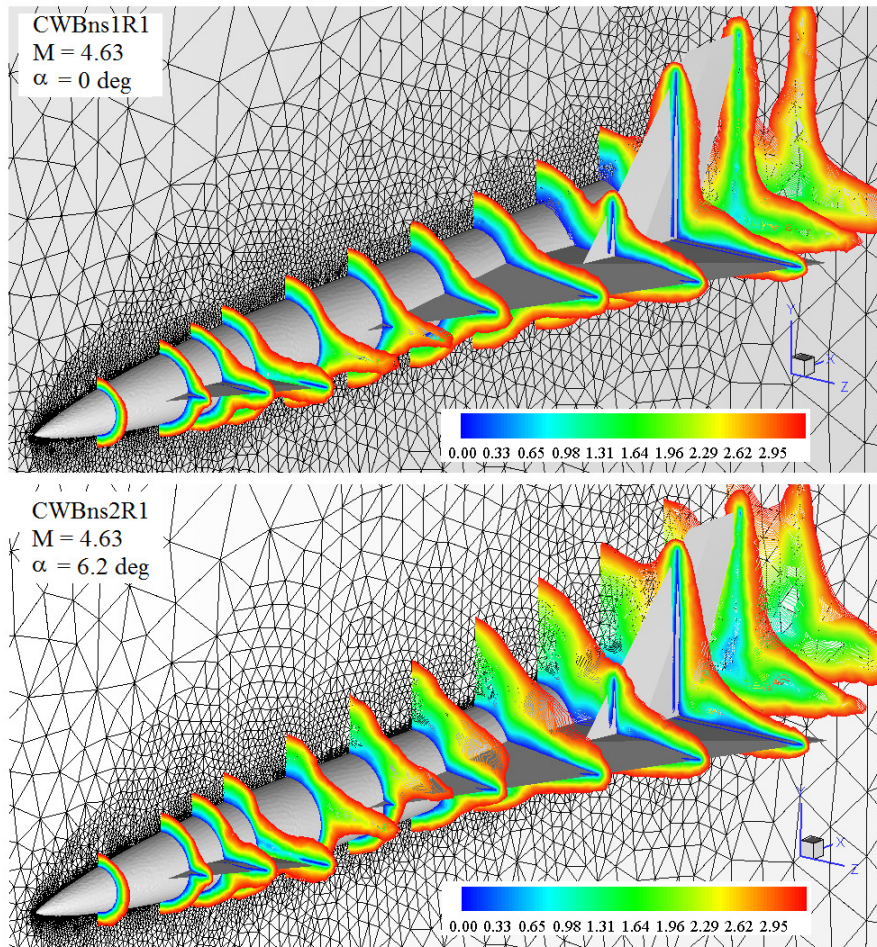 CWBns1R1
M = 4.63
α = 0 deg
Y
X
Z
0.00 0.33 0.65 0.98 1.31 1.64 1.96 2.29 2.62 2.95
CWBns2R1
M = 4.63
α = 6.2 deg
Y
X
Z
0.00 0.33 0.65 0.98 1.31 1.64 1.96 2.29 2.62 2.95